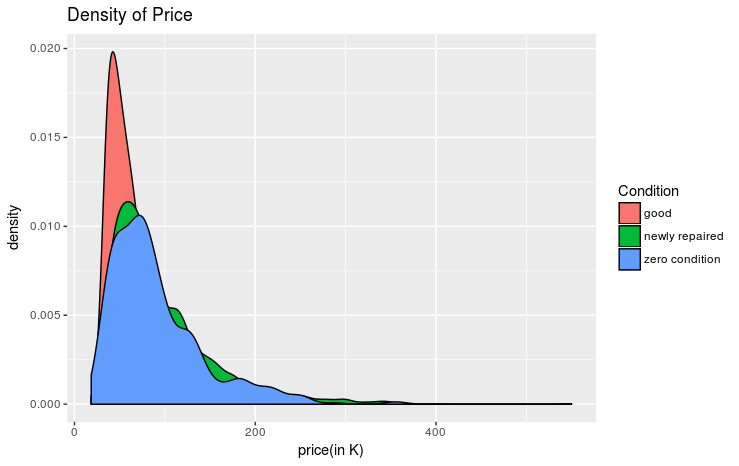 Density of Price
0.020
0.015
0.010
0.005
0.000
density
0
200
400
price(in K)
Condition
good
newly repaired
zero condition